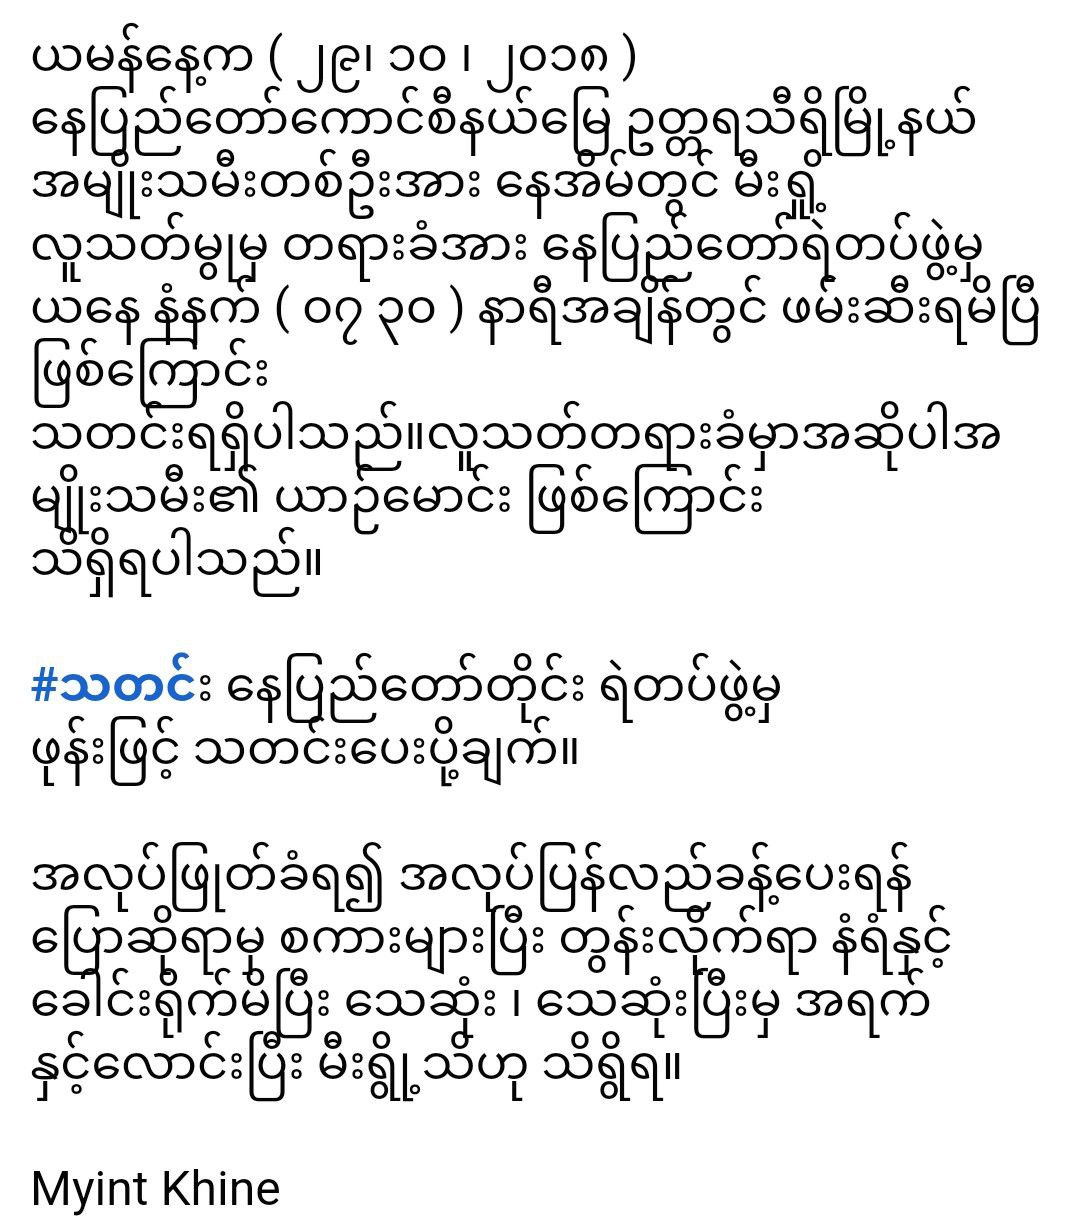 ယမန်နေ့က ( ၂၉၊ ၁၀ ၊ ၂၀၁၈ )
နေပြည်တော်ကောင်စီနယ်မြေ ဥတ္တရသီရိမြို့နယ်
အမျိုးသမီးတစ်ဦးအား နေအိမ်တွင် မီးရှို့
လူသတ်မွုမှ တရားခံအား နေပြည်တော်ရဲတပ်ဖွဲ့မှ
ယနေ နံနက် ( ၀၇ ၃၀ ) နာရီအချိန်တွင် ဖမ်းဆီးရမိပြီ
ဖြစ်ကြောင်း
သတင်းရရှိပါသည်။လူသတ်တရားခံမှာအဆိုပါအ
မျိုးသမီး၏ ယာဉ်မောင်း ဖြစ်ကြောင်း
သိရှိရပါသည်။
#သတင်း နေပြည်တော်တိုင်း ရဲတပ်ဖွဲ့မှ
ဖုန်းဖြင့် သတင်းပေးပို့ချက်။
အလုပ်ဖြုတ်ခံရ၍ အလုပ်ပြန်လည်ခန့်ပေးရန်
ပြောဆိုရာမှ စကားများပြီး တွန်းလိုက်ရာ နံရံနှင့်
ခေါင်းရိုက်မိပြီး သေဆုံး ၊ သေဆုံးပြီးမှ အရက်
နှင့်လောင်းပြီး မီးရွို့သိဟု သိရွိရ။
Myint Khine